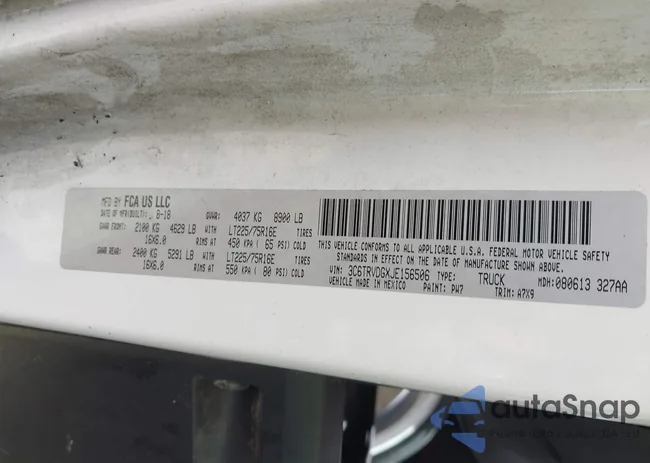 MFD BY FCA US LLC
DATE OF MFR(BUILT): 8-18 GVWR: 4037 KG 8900 LB
GAWR FRONT: 2100 KG 4629 LB LT225/75R16E TIRES
16X6.0 RIMS AT 450 KPA ( 65 PSI) COLD
GAWR REAR: 2400 KG 5291 LB LT225/75R16E TIRES
16X6.0 RIMS AT 550 KPA ( 80 PSI) COLD
THIS VEHICLE CONFORMS TO ALL APPLICABLE U.S.A. FEDERAL MOTOR VEHICLE SAFETY
STANDARDS IN EFFECT ON THE DATE OF MANUFACTURE SHOWN ABOVE.
VIN: 3C6TRVDGXJE156506 TYPE: TRUCK MDH: 080613 327AA
VEHICLE MADE IN MEXICO PAINT: PW7 TRIM: A7X9
autoSnap